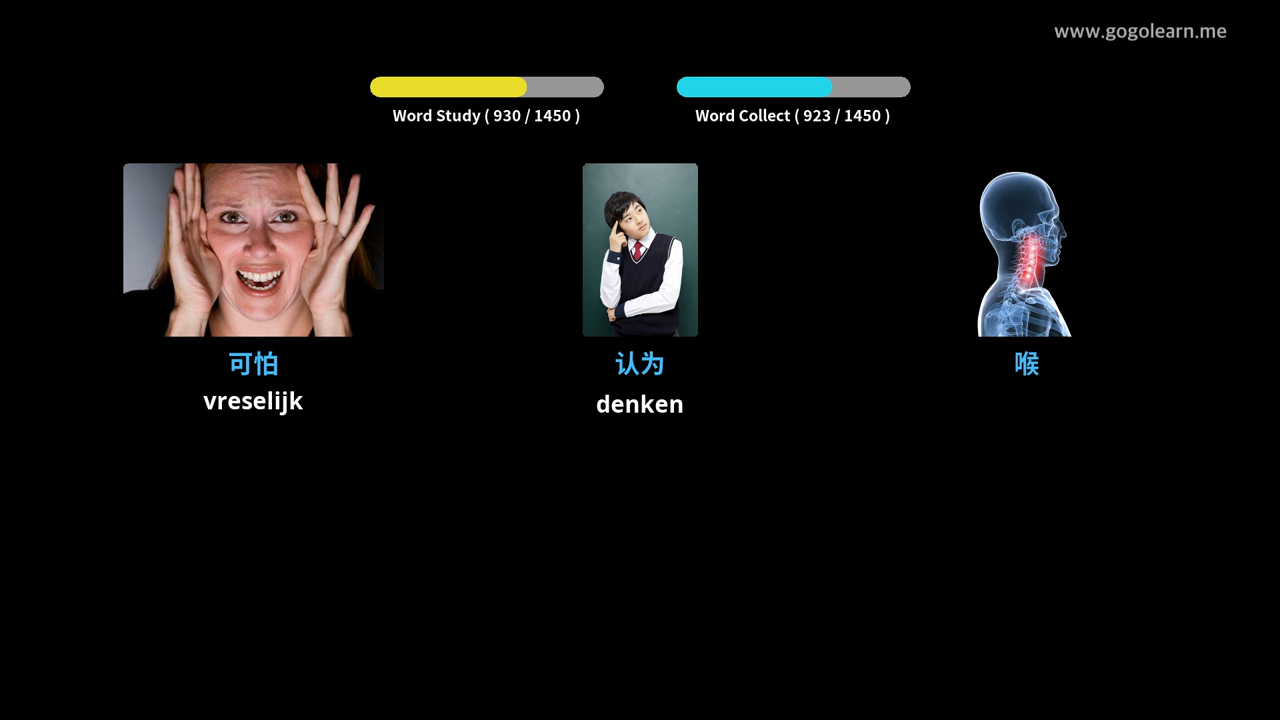 www.gogolearn.me
Word Study ( 930 / 1450 )
Word Collect ( 923 / 1450 )
可怕
认为
喉
vreselijk
denken